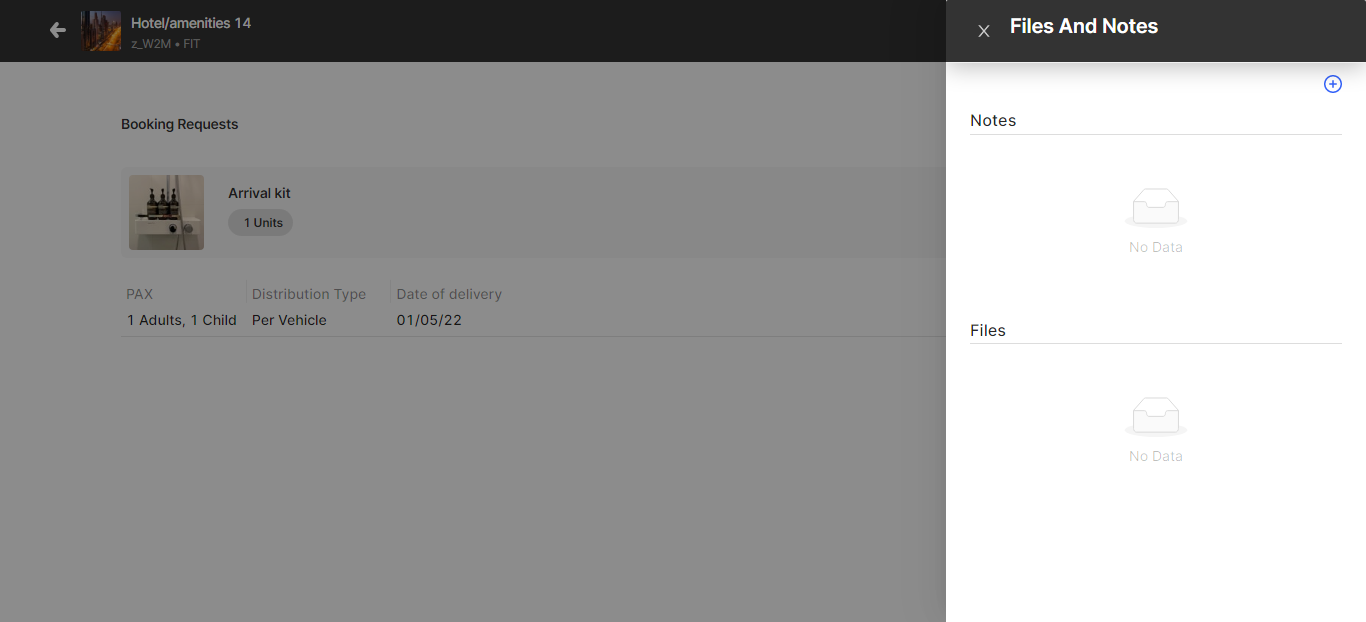 Hotel/amenities 14
z_W2M • FIT
Files And Notes
Booking Requests
Notes
Arrival kit
1 Units
No Data
PAX
Distribution Type
Date of delivery
1 Adults, 1 Child
Per Vehicle
01/05/22
Files
No Data